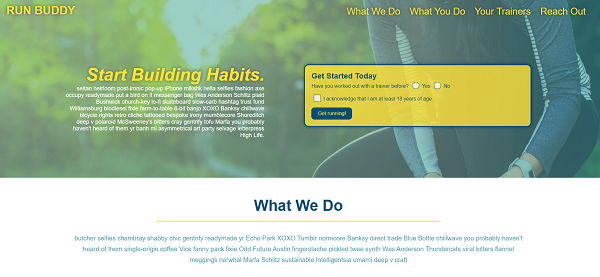 RUN BUDDY
What We Do What You Do Your Trainers Reach Out
Start Building Habits.
seitan heirloom post-ironic pop-up iPhone mlkshk hella selfies fashion axe
occupy readymade put a bird on it messenger bag Wes Anderson Schlitz plaid
Bushwick church-key lo-fi skateboard slow-carb hashtag trust fund
Williamsburg biodiesel fixie farm-to-table 8-bit banjo XOXO Banksy chillwave
bicycle rights retro cliche tattooed bespoke irony mumblecore Shoreditch
deep v polaroid McSweeney's bitters cray gentrify tofu Marfa you probably
haven't heard of them yr banh mi asymmetrical art party selvage letterpress
High Life.
Get Started Today
Have you worked out with a trainer before? Yes No
I acknowledge that I am at least 18 years of age.
Get running!
What We Do
butcher selfies chambray shabby chic gentrify readymade yr Echo Park XOXO Tumblr normcore Banksy direct trade Blue Bottle chillwave you probably haven't
heard of them single-origin coffee Vice fanny pack fixie Odd Future Austin fingerstache pickled twee synth Wes Anderson Thundercats viral bitters flannel
meggings narwhal Marfa Schlitz sustainable Intelligentsia umami deep v craft